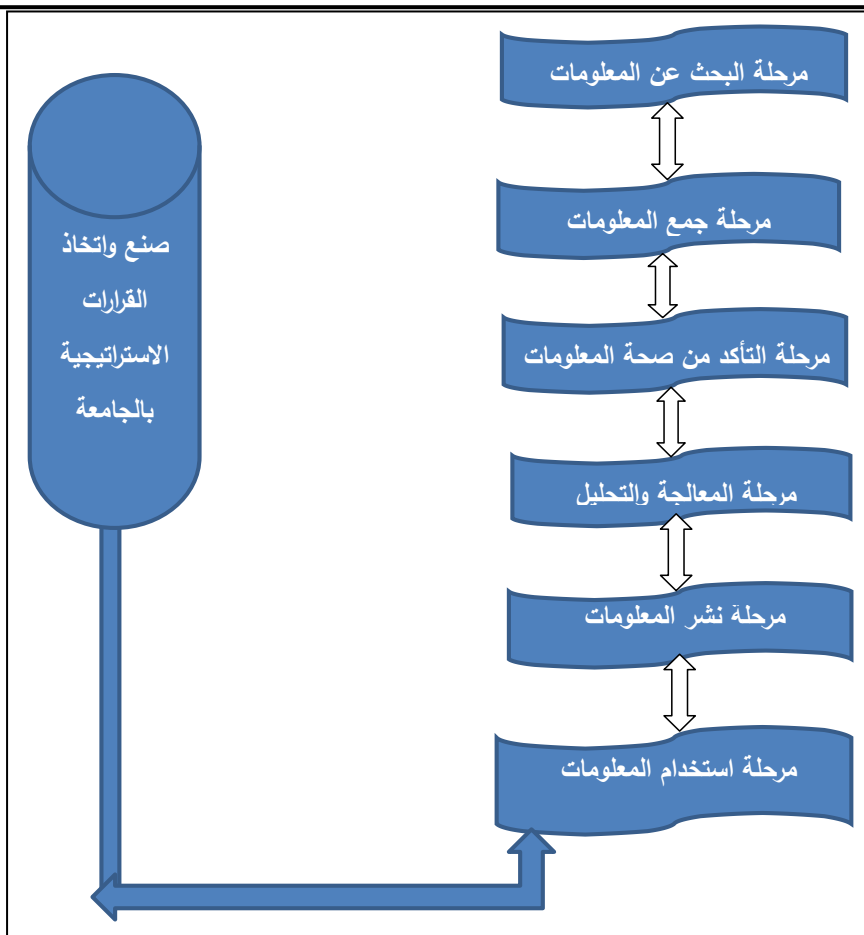 مرحلة البحث عن المعلومات
مرحلة جمع المعلومات
مرحلة التأكد من صحة المعلومات
مرحلة المعالجة والتحليل
مرحلة نشر المعلومات
مرحلة استخدام المعلومات
صنع واتخاذ
القرارات
الاستراتيجية
بالجامعة